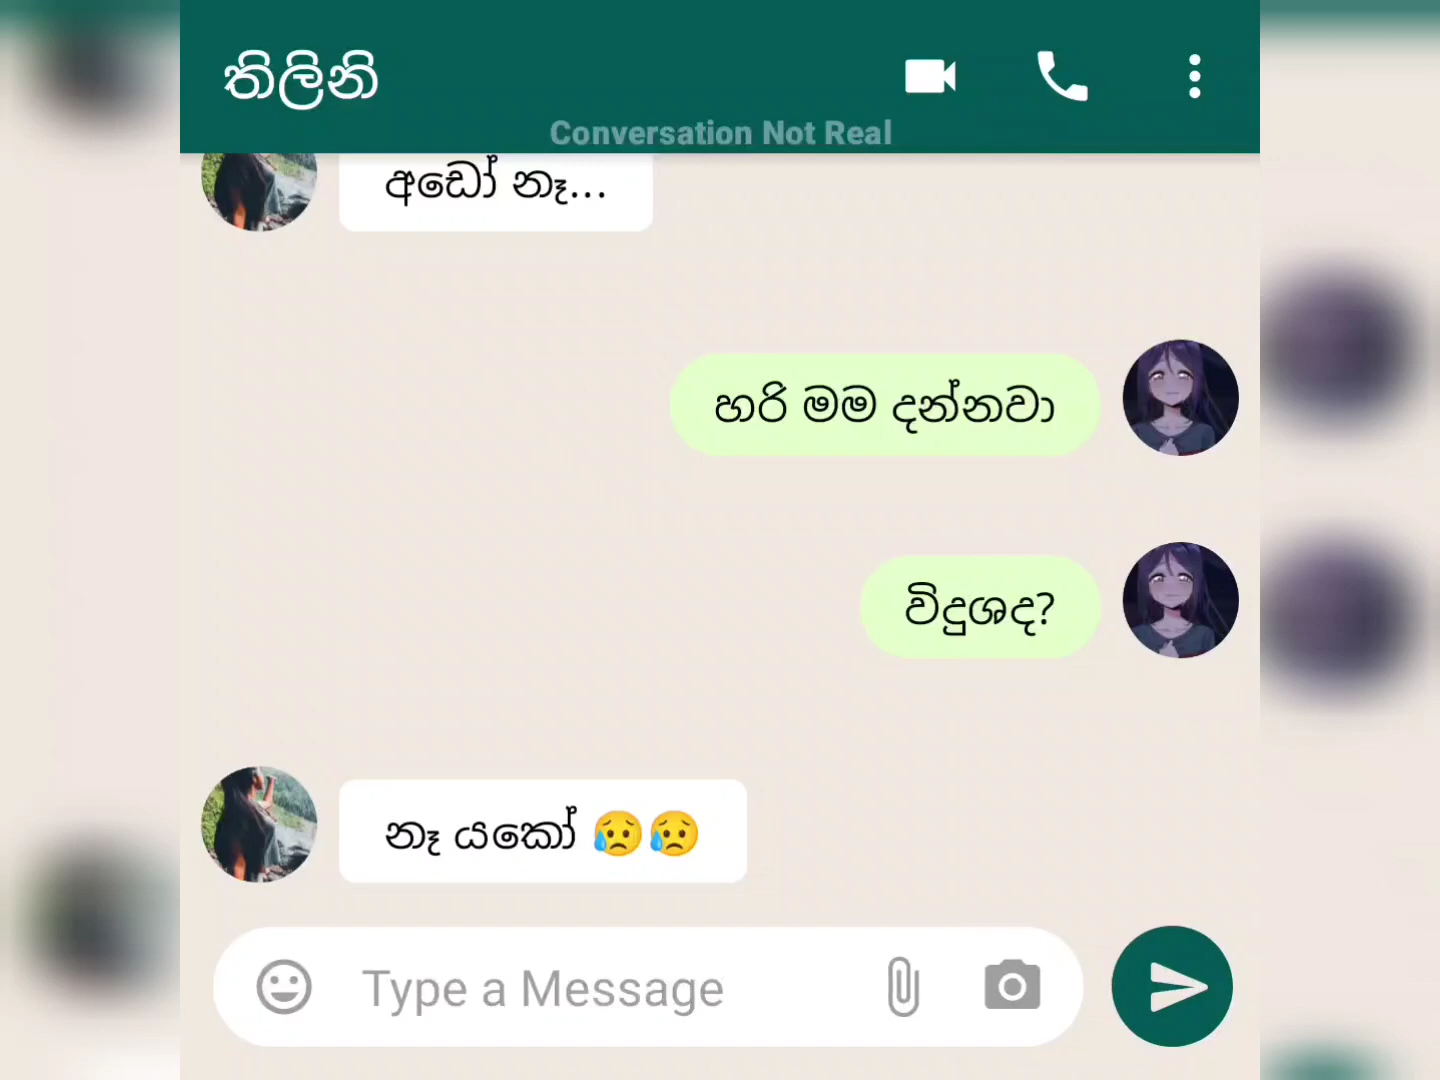 තිලිනි
Conversation Not Real
අඩෝ නෑ...
හරි මම දන්නවා
විදුශද?
නෑ යකෝ 😥😥
Type a Message